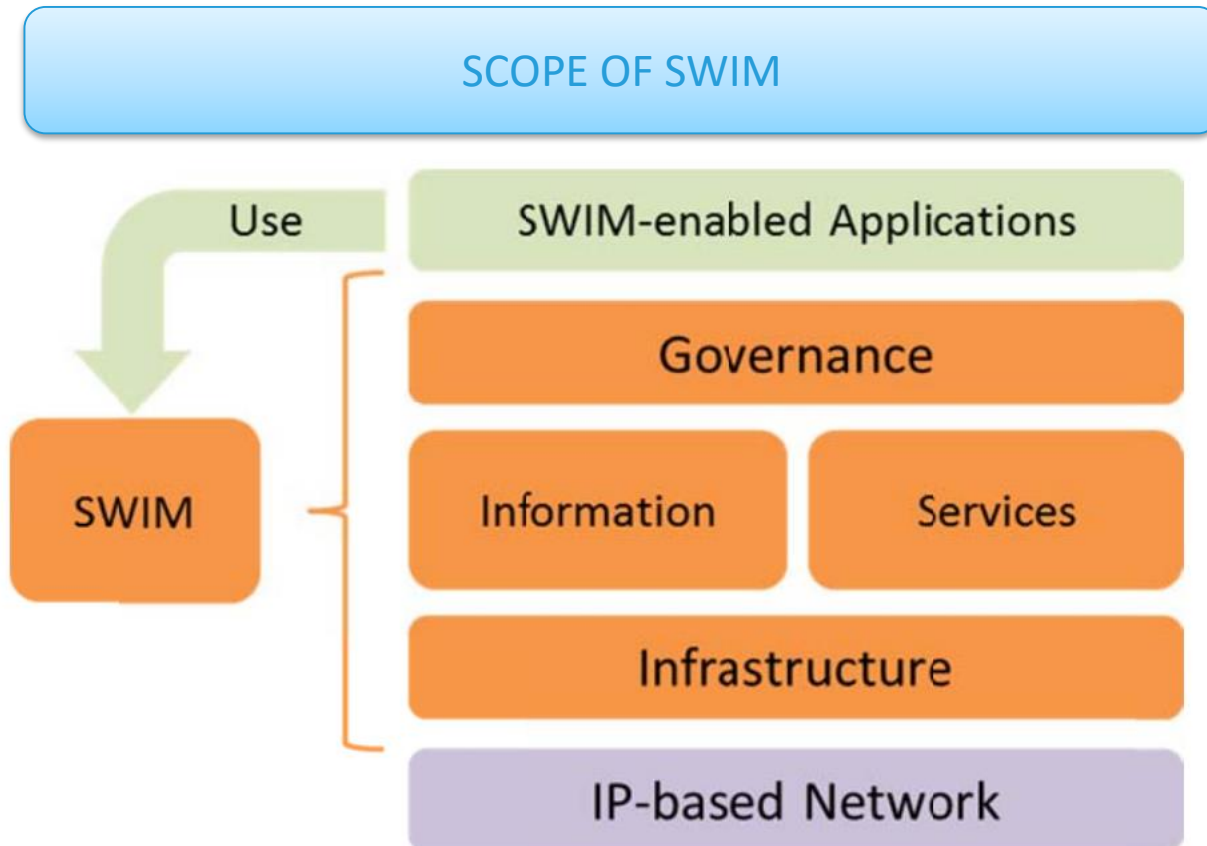 SCOPE OF SWIM
Use
SWIM-enabled Applications
Governance
SWIM
Information
Services
Infrastructure
IP-based Network